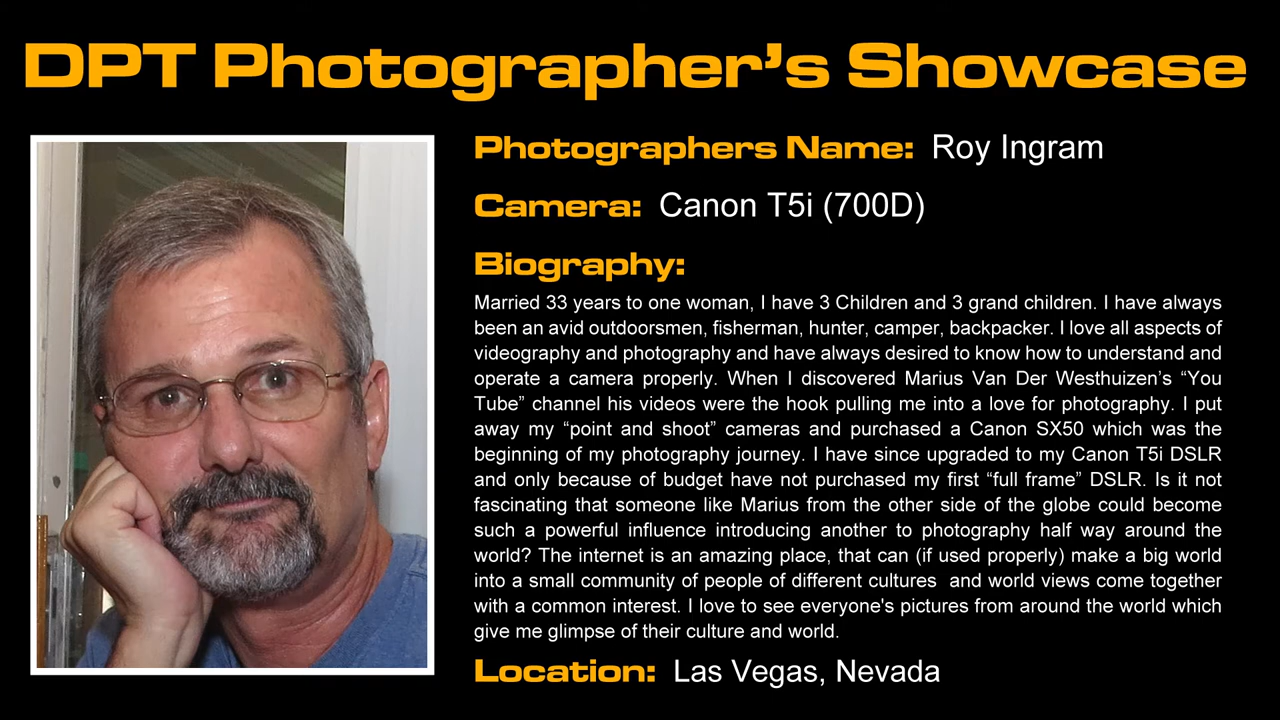 DPT Photographer's Showcase
Photographers Name: Roy Ingram
Camera: Canon T5i (700D)
Biography:
Married 33 years to one woman, I have 3 Children and 3 grand children. I have always
been an avid outdoorsmen, fisherman, hunter, camper, backpacker. I love all aspects of
videography and photography and have always desired to know how to understand and
operate a camera properly. When I discovered Marius Van Der Westhuizen's “You
Tube” channel his videos were the hook pulling me into a love for photography. I put
away my “point and shoot” cameras and purchased a Canon SX50 which was the
beginning of my photography journey. I have since upgraded to my Canon T5i DSLR
and only because of budget have not purchased my first “full frame” DSLR. Is it not
fascinating that someone like Marius from the other side of the globe could become
such a powerful influence introducing another to photography half way around the
world? The internet is an amazing place, that can (if used properly) make a big world
into a small community of people of different cultures  and world views come together
with a common interest. I love to see everyone's pictures from around the world which
give me glimpse of their culture and world.
Location: Las Vegas, Nevada